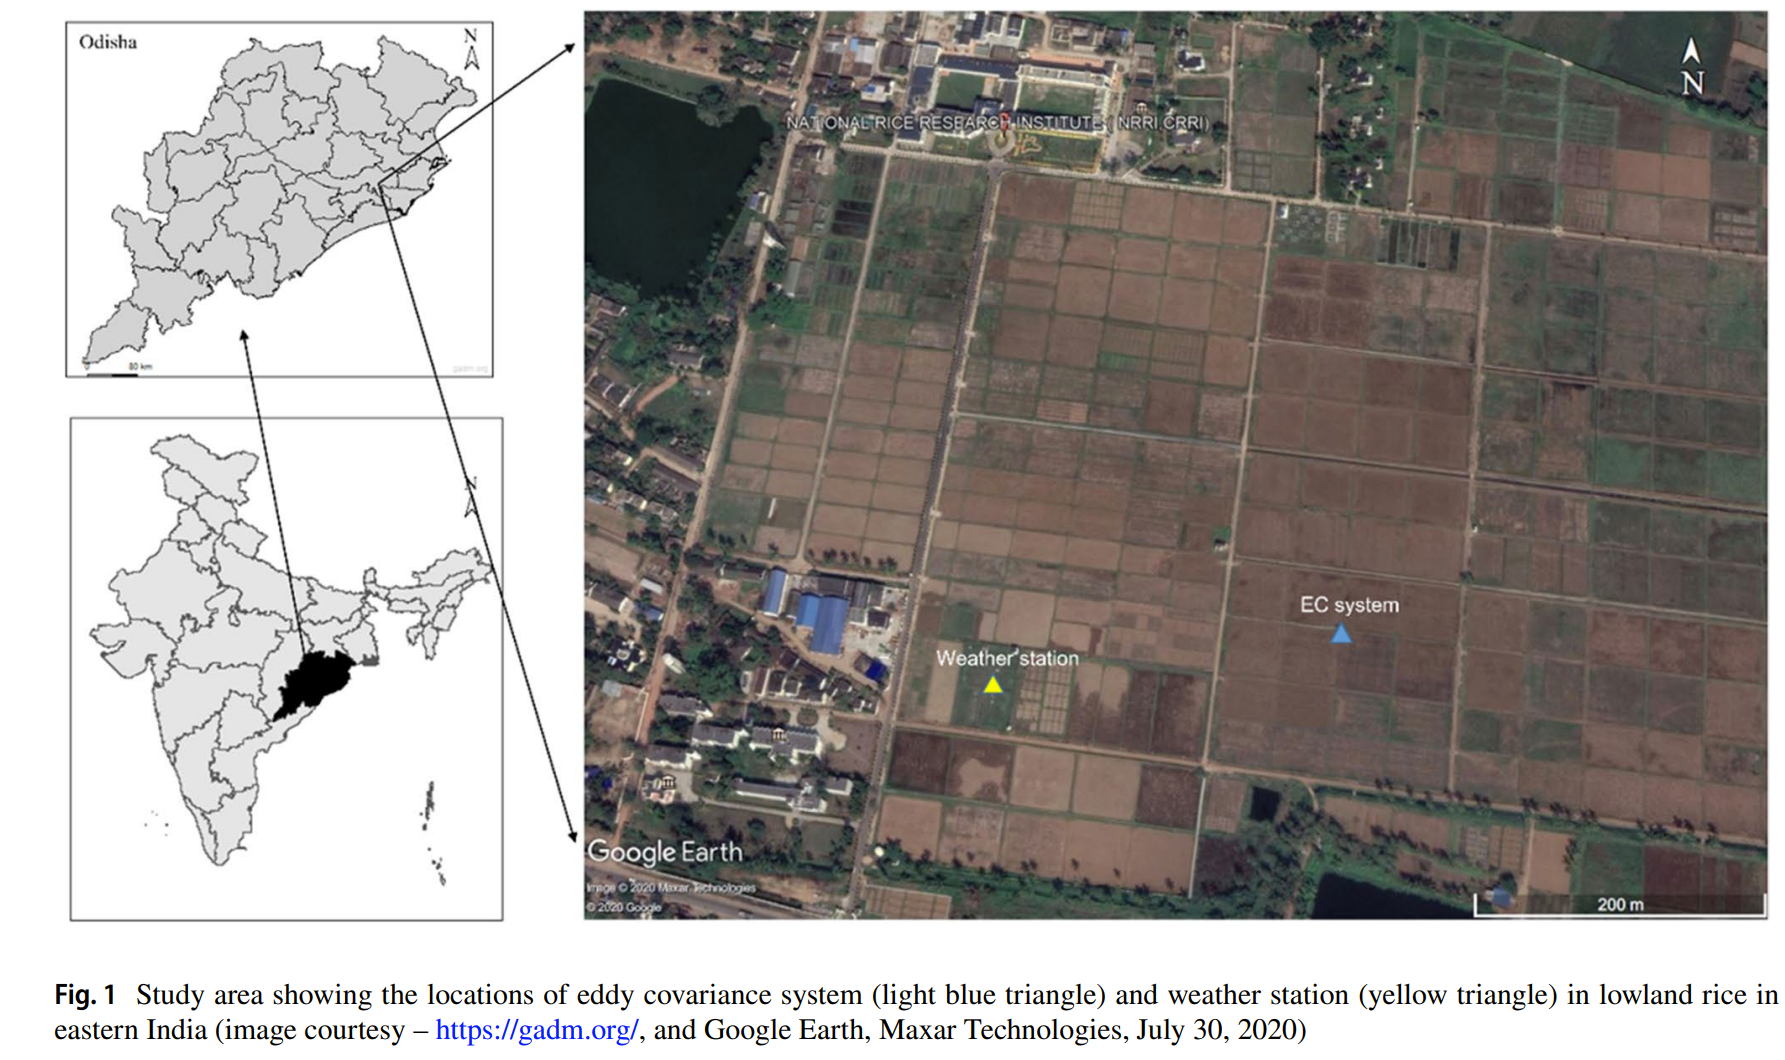 Odisha
N
0 80 km
gadm.org
N
N
NATIONAL RICE RESEARCH INSTITUTE ( NRRI,CRRI)
EC system
Weather station
Google Earth
Image © 2020 Maxar Technologies
© 2020 Google
200 m
Fig. 1 Study area showing the locations of eddy covariance system (light blue triangle) and weather station (yellow triangle) in lowland rice in
eastern India (image courtesy – https://gadm.org/, and Google Earth, Maxar Technologies, July 30, 2020)